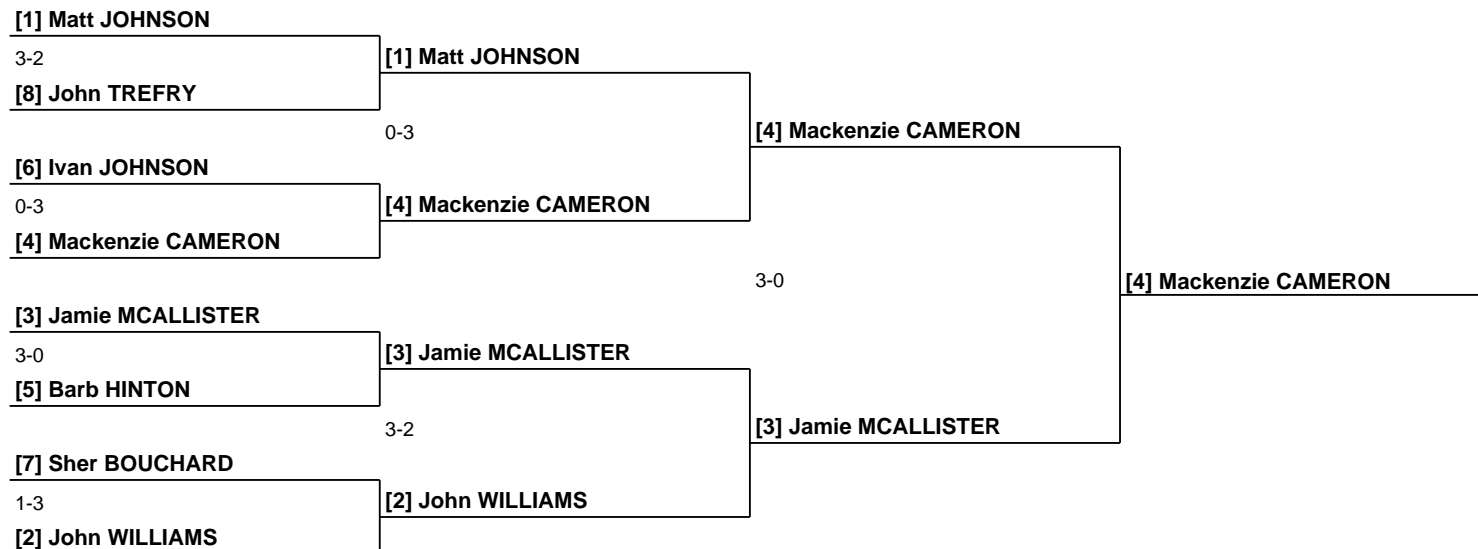 [1] Matt JOHNSON
3-2
[8] John TREFRY
[1] Matt JOHNSON
0-3
[6] Ivan JOHNSON
0-3
[4] Mackenzie CAMERON
[4] Mackenzie CAMERON
[4] Mackenzie CAMERON
3-0
[4] Mackenzie CAMERON
[3] Jamie MCALLISTER
3-0
[5] Barb HINTON
[3] Jamie MCALLISTER
3-2
[3] Jamie MCALLISTER
[7] Sher BOUCHARD
1-3
[2] John WILLIAMS
[2] John WILLIAMS